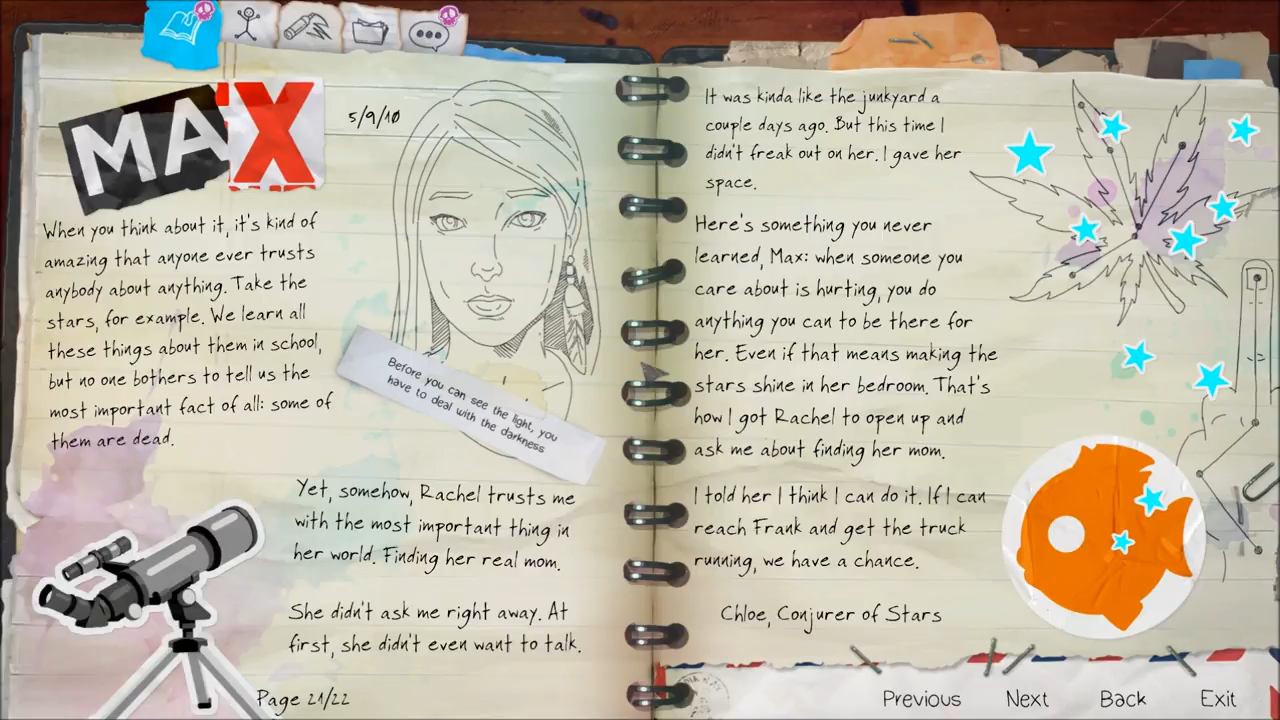 MAX
5/9/10
When you think about it, it's kind of
amazing that anyone ever trusts
anybody about anything. Take the
stars, for example. We learn all
these things about them in school,
but no one bothers to tell us the
most important fact of all: some of
them are dead.
Before you can see the light, you
have to deal with the darkness
Yet, somehow, Rachel trusts me
with the most important thing in
her world. Finding her real mom.
She didn't ask me right away. At
first, she didn't even want to talk.
Page 21/22
It was kinda like the junkyard a
couple days ago. But this time I
didn't freak out on her. I gave her
space.
Here's something you never
learned, Max: when someone you
care about is hurting, you do
anything you can to be there for
her. Even if that means making the
stars shine in her bedroom. That's
how I got Rachel to open up and
ask me about finding her mom.
I told her I think I can do it. If I can
reach Frank and get the truck
running, we have a chance.
Chloe, Conjurer of Stars
Previous Next Back Exit